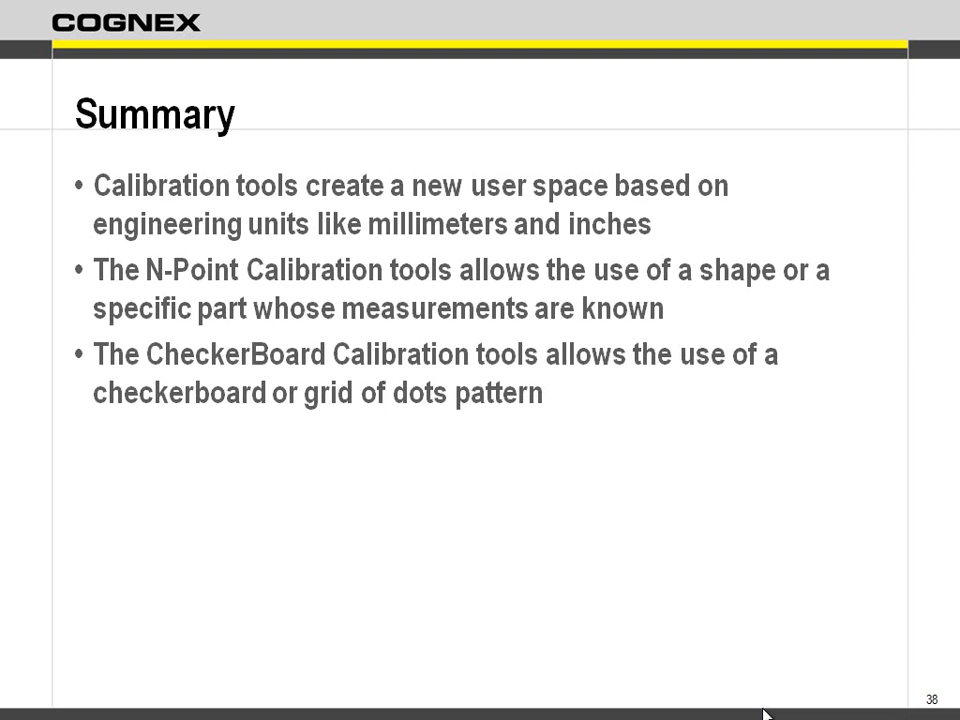 COGNEX
Summary
• Calibration tools create a new user space based on
engineering units like millimeters and inches
• The N-Point Calibration tools allows the use of a shape or a
specific part whose measurements are known
• The CheckerBoard Calibration tools allows the use of a
checkerboard or grid of dots pattern
38